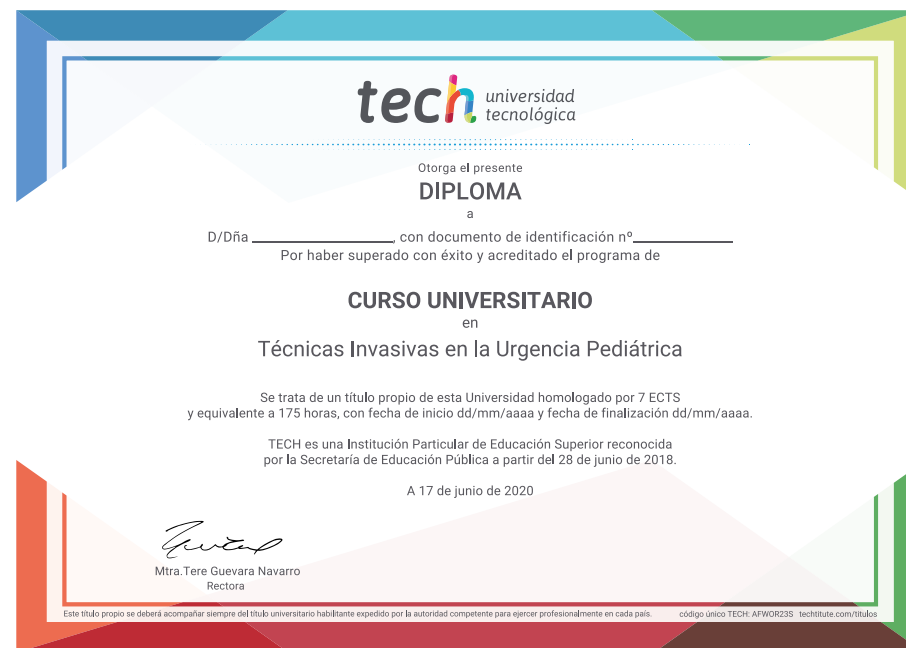 tech universidad
tecnológica
Otorga el presente
DIPLOMA
a
D/Dña ____________________, con documento de identificación nº______________
Por haber superado con éxito y acreditado el programa de
CURSO UNIVERSITARIO
en
Técnicas Invasivas en la Urgencia Pediátrica
Se trata de un título propio de esta Universidad homologado por 7 ECTS
y equivalente a 175 horas, con fecha de inicio dd/mm/aaaa y fecha de finalización dd/mm/aaaa.
TECH es una Institución Particular de Educación Superior reconocida
por la Secretaría de Educación Pública a partir del 28 de junio de 2018.
A 17 de junio de 2020
Mtra.Tere Guevara Navarro
Rectora
Este título propio se deberá acompañar siempre del título universitario habilitante expedido por la autoridad competente para ejercer profesionalmente en cada país. código único TECH: AFWOR23S techtitute.com/titulos